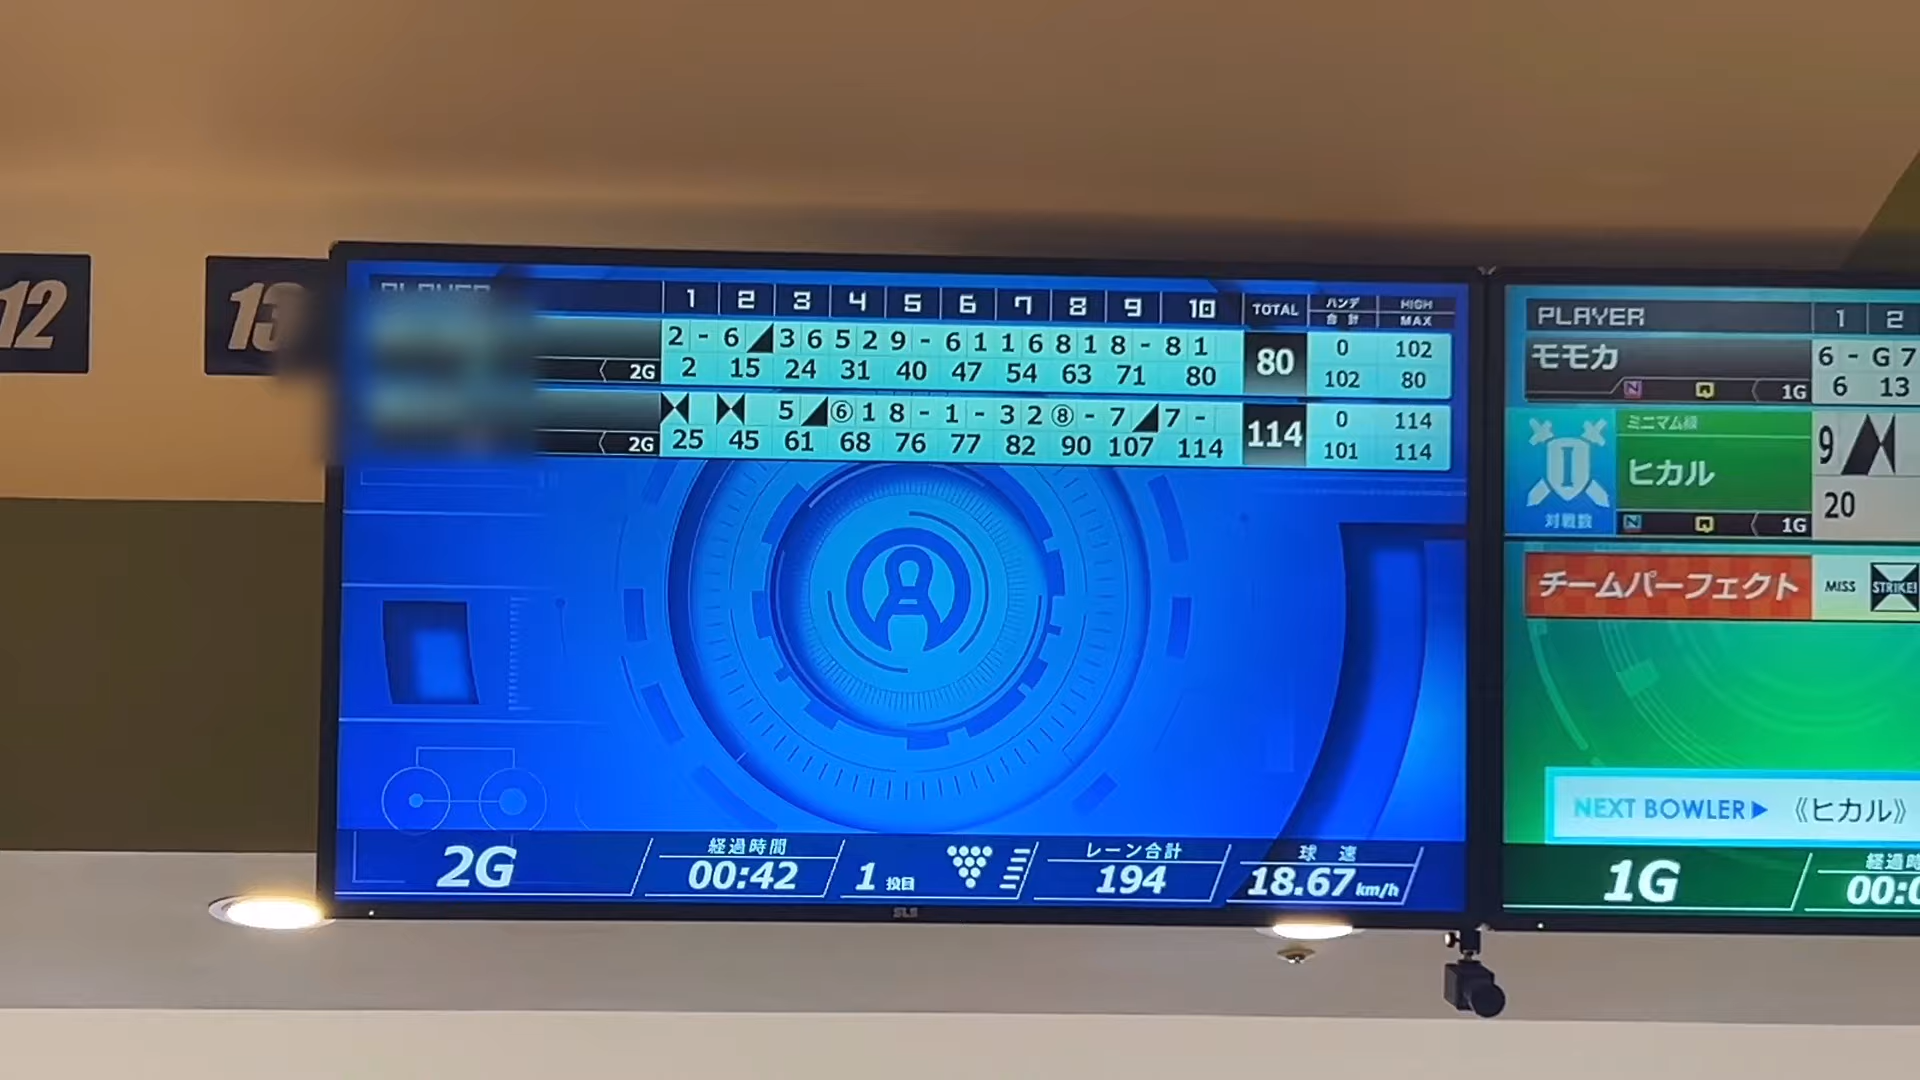 12
13
PLAYER 1 2 3 4 5 6 7 8 9 10 TOTAL ハンデ HIGH
合計 MAX
2 - 6 3 6 5 2 9 - 6 1 1 6 8 1 8 - 8 1 80 0 102
2G 2 15 24 31 40 47 54 63 71 80 102 80
5 ⑥ 1 8 - 1 - 3 2 ⑧ - 7 7 - 114 0 114
2G 25 45 61 68 76 77 82 90 107 114 101 114
2G
経過時間
00:42
1 投目
レーン合計
194
球速
18.67 km/h
SLS
PLAYER 1 2
モモカ 6 - G 7
N Q 1G 6 13
ミニマム級
I ヒカル 9
対戦数 N Q 1G 20
チームパーフェクト MISS STRIKE!
NEXT BOWLER▶ 《ヒカル》
1G
経過時
00:0